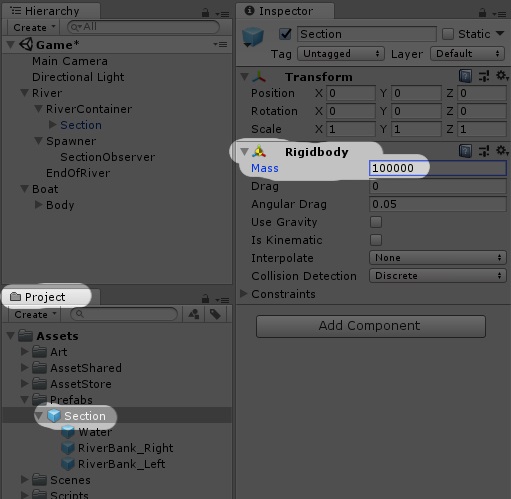 Hierarchy
Create All
Game*
Main Camera
Directional Light
River
RiverContainer
Section
Spawner
SectionObserver
EndOfRiver
Boat
Body
Project
Create
Assets
Art
AssetShared
AssetStore
Prefabs
Section
Water
RiverBank_Right
RiverBank_Left
Scenes
Scripts
Inspector
Section Static
Tag Untagged Layer Default
Transform
Position X 0 Y 0 Z 0
Rotation X 0 Y 0 Z 0
Scale X 1 Y 1 Z 1
Rigidbody
Mass 100000
Drag 0
Angular Drag 0.05
Use Gravity
Is Kinematic
Interpolate None
Collision Detection Discrete
Constraints
Add Component